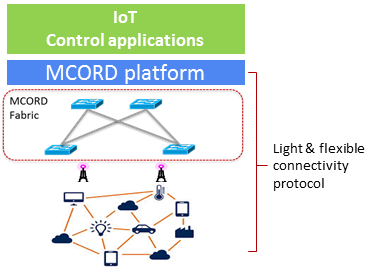 IoT
Control applications
MCORD platform
MCORD
Fabric
Light & flexible
connectivity
protocol